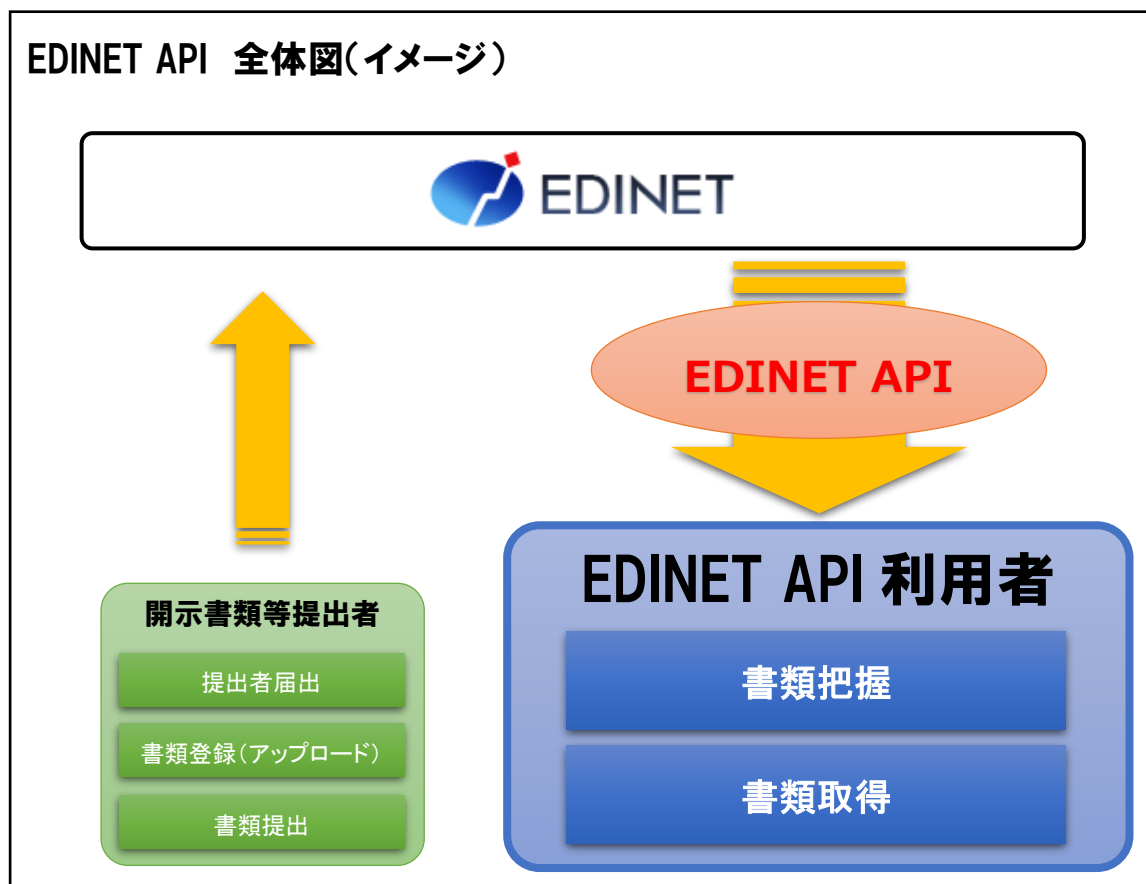 EDINET API 全体図(イメージ)
EDINET
EDINET API
開示書類等提出者
提出者届出
書類登録(アップロード)
書類提出
EDINET API 利用者
書類把握
書類取得